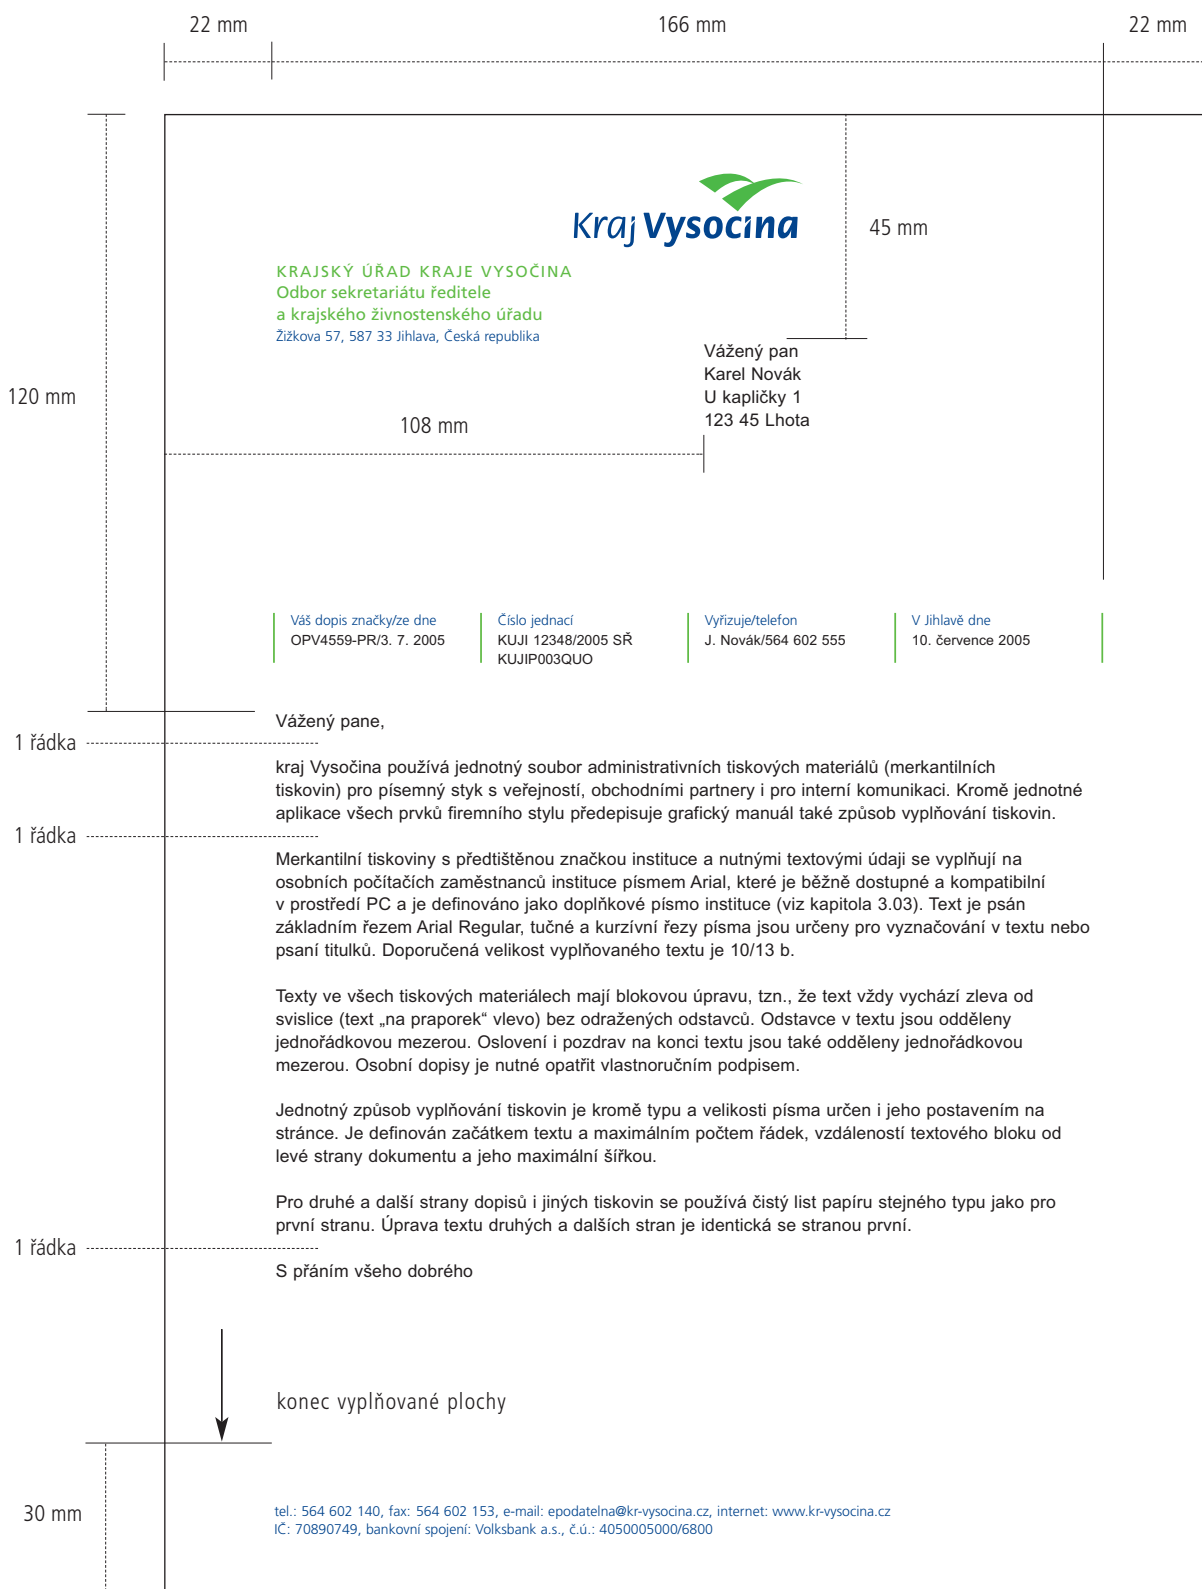 22 mm
166 mm
22 mm
Kraj Vysočina
45 mm
KRAJSKÝ ÚŘAD KRAJE VYSOČINA
Odbor sekretariátu ředitele
a krajského živnostenského úřadu
Žižkova 57, 587 33 Jihlava, Česká republika
Vážený pan
Karel Novák
U kapličky 1
123 45 Lhota
120 mm
108 mm
Váš dopis značky/ze dne
OPV4559-PR/3. 7. 2005
Číslo jednací
KUJI 12348/2005 SŘ
KUJIP003QUO
Vyřizuje/telefon
J. Novák/564 602 555
V Jihlavě dne
10. července 2005
Vážený pane,
1 řádka
kraj Vysočina používá jednotný soubor administrativních tiskových materiálů (merkantilních
tiskovin) pro písemný styk s veřejností, obchodními partnery i pro interní komunikaci. Kromě jednotné
aplikace všech prvků firemního stylu předepisuje grafický manuál také způsob vyplňování tiskovin.
1 řádka
Merkantilní tiskoviny s předtištěnou značkou instituce a nutnými textovými údaji se vyplňují na
osobních počítačích zaměstnanců instituce písmem Arial, které je běžně dostupné a kompatibilní
v prostředí PC a je definováno jako doplňkové písmo instituce (viz kapitola 3.03). Text je psán
základním řezem Arial Regular, tučné a kurzívní řezy písma jsou určeny pro vyznačování v textu nebo
psaní titulků. Doporučená velikost vyplňovaného textu je 10/13 b.
Texty ve všech tiskových materiálech mají blokovou úpravu, tzn., že text vždy vychází zleva od
svislice (text „na praporek“ vlevo) bez odražených odstavců. Odstavce v textu jsou odděleny
jednořádkovou mezerou. Oslovení i pozdrav na konci textu jsou také odděleny jednořádkovou
mezerou. Osobní dopisy je nutné opatřit vlastnoručním podpisem.
Jednotný způsob vyplňování tiskovin je kromě typu a velikosti písma určen i jeho postavením na
stránce. Je definován začátkem textu a maximálním počtem řádek, vzdáleností textového bloku od
levé strany dokumentu a jeho maximální šířkou.
Pro druhé a další strany dopisů i jiných tiskovin se používá čistý list papíru stejného typu jako pro
první stranu. Úprava textu druhých a dalších stran je identická se stranou první.
1 řádka
S přáním všeho dobrého
konec vyplňované plochy
30 mm
tel.: 564 602 140, fax: 564 602 153, e-mail: epodatelna@kr-vysocina.cz, internet: www.kr-vysocina.cz
IČ: 70890749, bankovní spojení: Volksbank a.s., č.ú.: 4050005000/6800